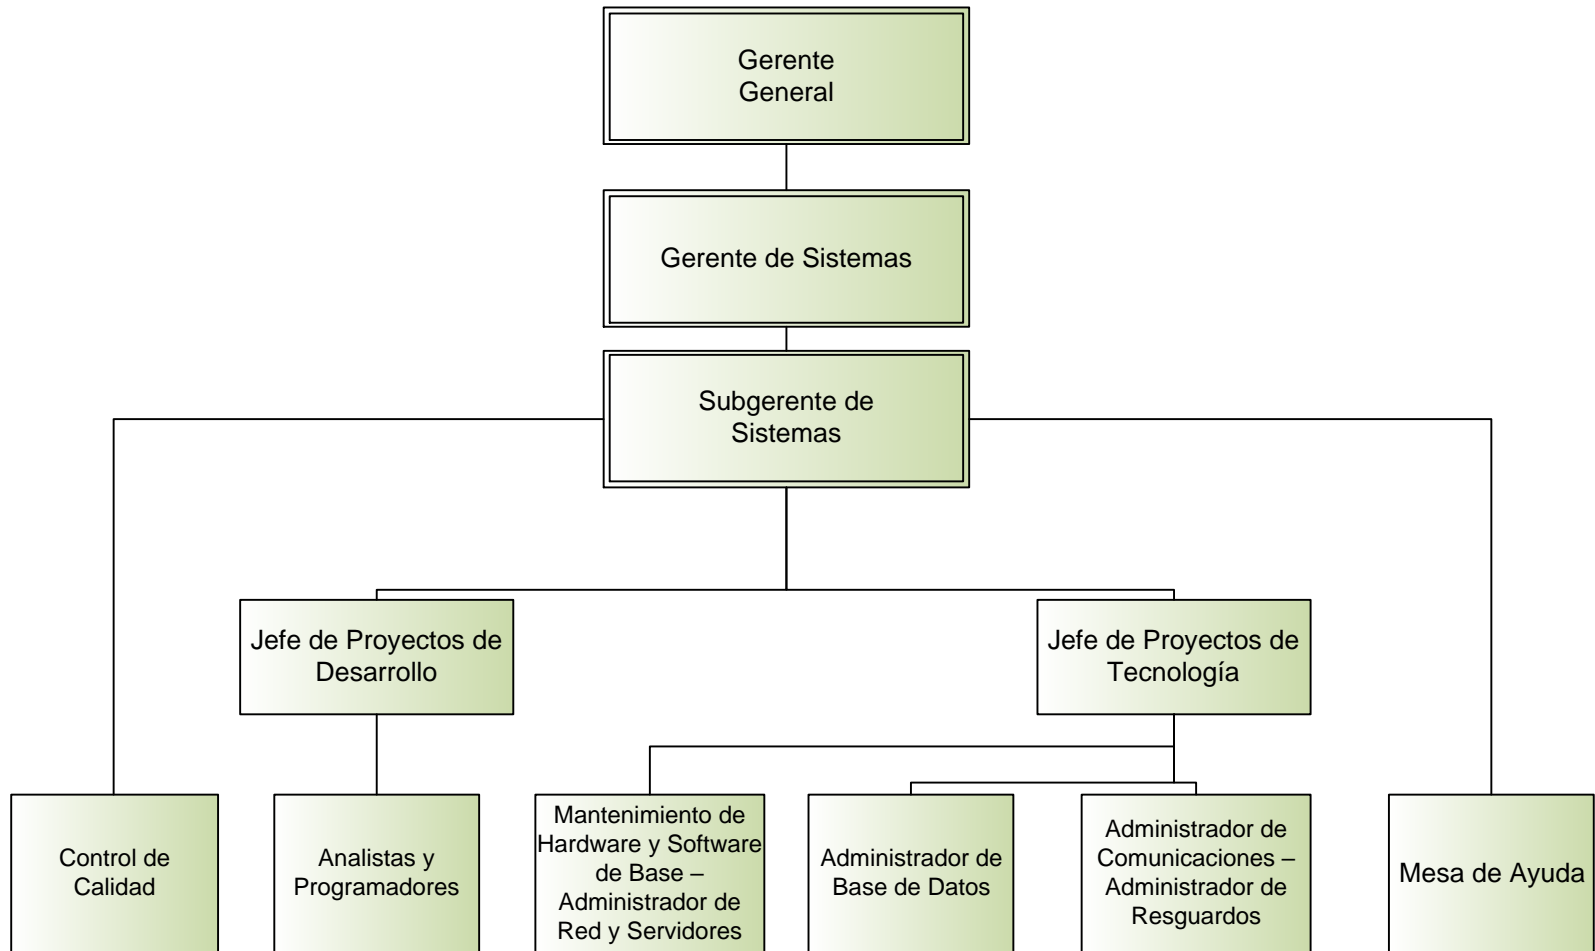 Gerente
General
Gerente de Sistemas
Subgerente de
Sistemas
Jefe de Proyectos de
Desarrollo
Jefe de Proyectos de
Tecnología
Control de
Calidad
Analistas y
Programadores
Mantenimiento de
Hardware y Software
de Base –
Administrador de
Red y Servidores
Administrador de
Base de Datos
Administrador de
Comunicaciones –
Administrador de
Resguardos
Mesa de Ayuda